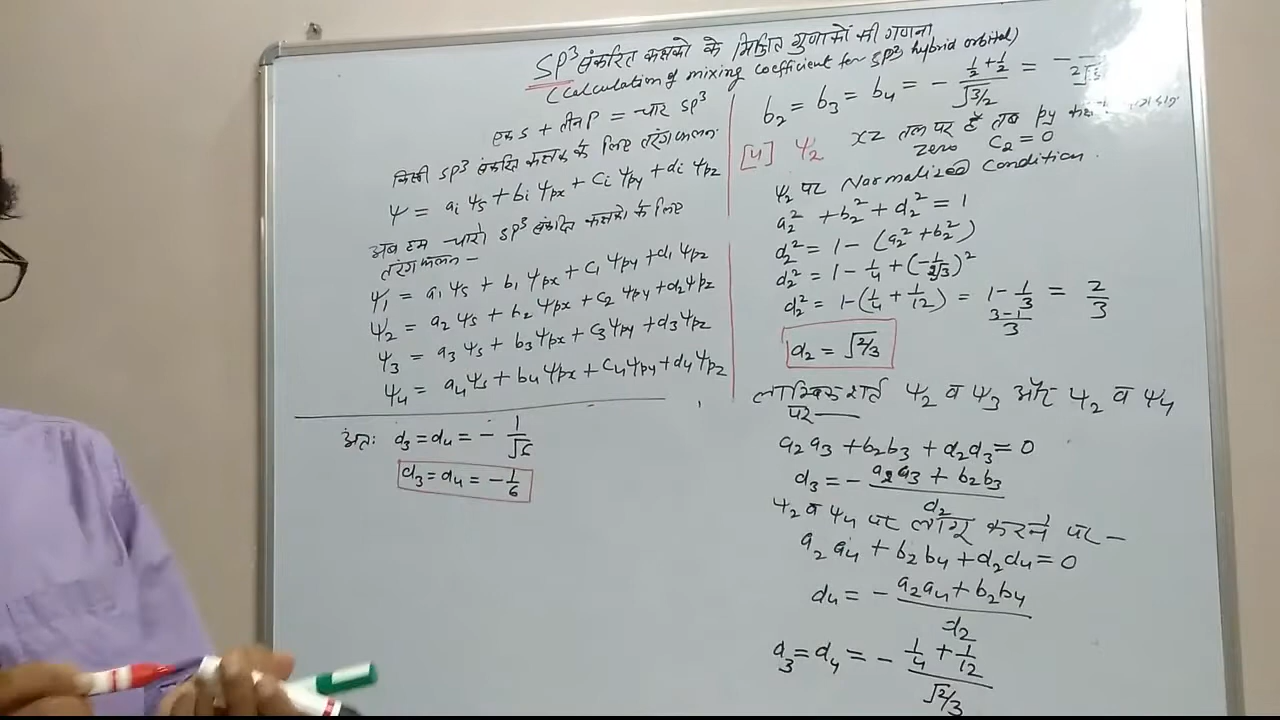 SP³ संकरित कक्षकों के मिश्रित गुणाकों की गणना
(Calculation of mixing coefficient for SP³ hybrid orbital)
एक s + तीन P = चार SP³
किसी SP³ संकरित कक्षक के लिए तरंग फलन
ψ = aᵢ ψs + bᵢ ψpx + cᵢ ψpy + dᵢ ψpz
अब हम चारों SP³ संकरित कक्षकों के लिए
तरंग फलन -
ψ₁ = a₁ ψs + b₁ ψpx + c₁ ψpy + d₁ ψpz
ψ₂ = a₂ ψs + b₂ ψpx + c₂ ψpy + d₂ ψpz
ψ₃ = a₃ ψs + b₃ ψpx + c₃ ψpy + d₃ ψpz
ψ₄ = a₄ ψs + b₄ ψpx + c₄ ψpy + d₄ ψpz
अतः d₃ = d₄ = - 1/√6
d₃ = d₄ = - 1/6
b₂ = b₃ = b₄ = - (1/2 + 1/2)/√3/2 = - /2√3
[4] ψ₂ xz तल पर है तब py
zero C₂ = 0
ψ₂ पर Normalized Condition.
a₂² + b₂² + d₂² = 1
d₂² = 1 - (a₂² + b₂²)
d₂² = 1 - 1/4 + (-1/2√3)²
d₂² = 1 - (1/4 + 1/12) = 1 - 1/3 = 2/3
3-1/3
d₂ = √2/3
लाम्बिक शर्त ψ₂ व ψ₃ और ψ₂ व ψ₄
पर —
a₂a₃ + b₂b₃ + d₂d₃ = 0
d₃ = - (a₂a₃ + b₂b₃)/d₂
ψ₂ व ψ₄ पर लागू करने पर -
a₂a₄ + b₂b₄ + d₂d₄ = 0
d₄ = - (a₂a₄ + b₂b₄)/d₂
d₃ = d₄ = - (1/4 + 1/12)/√2/3